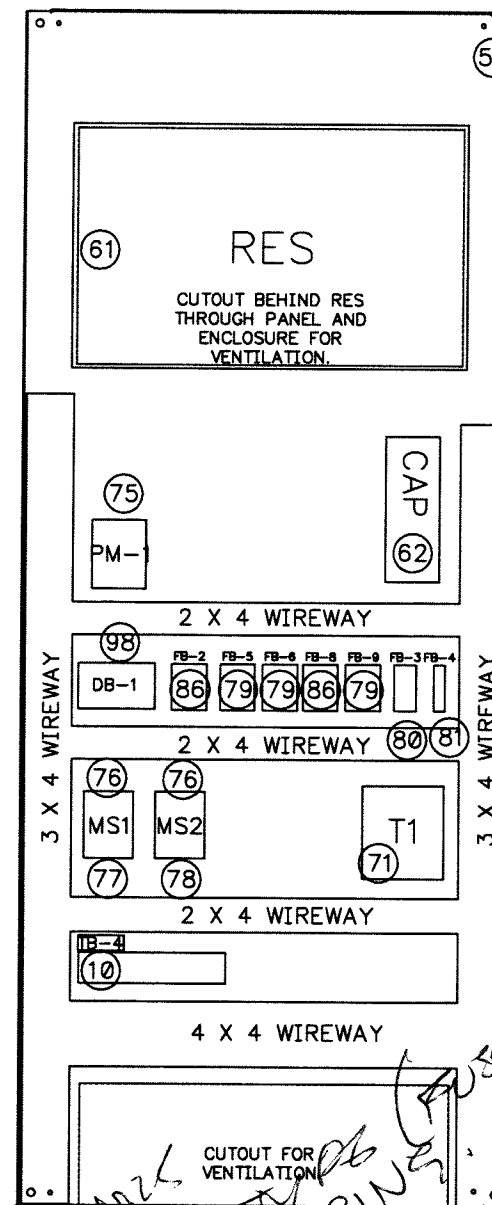 5
61
RES
CUTOUT BEHIND RES
THROUGH PANEL AND
ENCLOSURE FOR
VENTILATION.
75
PM-1
CAP
62
2 X 4 WIREWAY
98
DB-1
FB-2 FB-5 FB-6 FB-8 FB-9 FB-3 FB-4
86 79 79 86 79
80 81
2 X 4 WIREWAY
3 X 4 WIREWAY
3 X 4 WIREWAY
76 76
MS1 MS2
77 78
T1
71
2 X 4 WIREWAY
TB-4
10
4 X 4 WIREWAY
CUTOUT FOR
VENTILATION